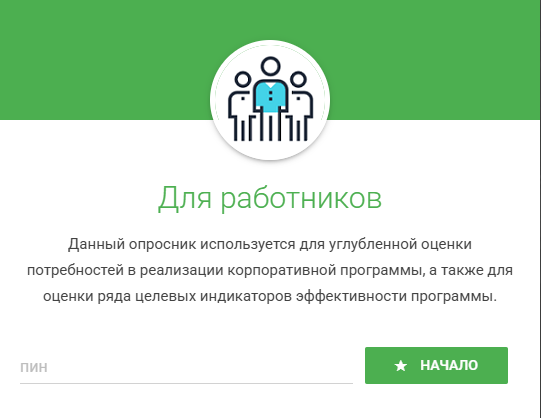 Для работников
Данный опросник используется для углубленной оценки
потребностей в реализации корпоративной программы, а также для
оценки ряда целевых индикаторов эффективности программы.
ПИН
НАЧАЛО